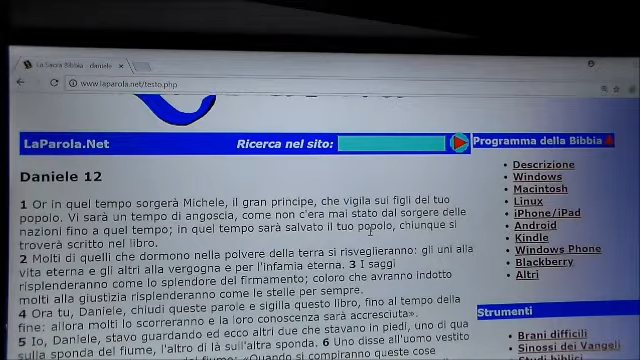 La Sacra Bibbia - daniele
www.laparola.net/testo.php
LaParola.Net
Ricerca nel sito:
Programma della Bibbia
Daniele 12
1 Or in quel tempo sorgerà Michele, il gran principe, che vigila sui figli del tuo
popolo. Vi sarà un tempo di angoscia, come non c'era mai stato dal sorgere delle
nazioni fino a quel tempo; in quel tempo sarà salvato il tuo popolo, chiunque si
troverà scritto nel libro.
2 Molti di quelli che dormono nella polvere della terra si risveglieranno: gli uni alla
vita eterna e gli altri alla vergogna e per l'infamia eterna. 3 I saggi
risplenderanno come lo splendore del firmamento; coloro che avranno indotto
molti alla giustizia risplenderanno come le stelle per sempre.
4 Ora tu, Daniele, chiudi queste parole e sigilla questo libro, fino al tempo della
fine: allora molti lo scorreranno e la loro conoscenza sarà accresciuta».
5 Io, Daniele, stavo guardando ed ecco altri due che stavano in piedi, uno di qua
sulla sponda del fiume, l'altro di là sull'altra sponda. 6 Uno disse all'uomo vestito
fiume: «Quando si compiranno queste cose
Descrizione
Windows
Macintosh
Linux
iPhone/iPad
Android
Kindle
Windows Phone
Blackberry
Altri
Strumenti
Brani difficili
Sinossi dei Vangeli
Studi biblici